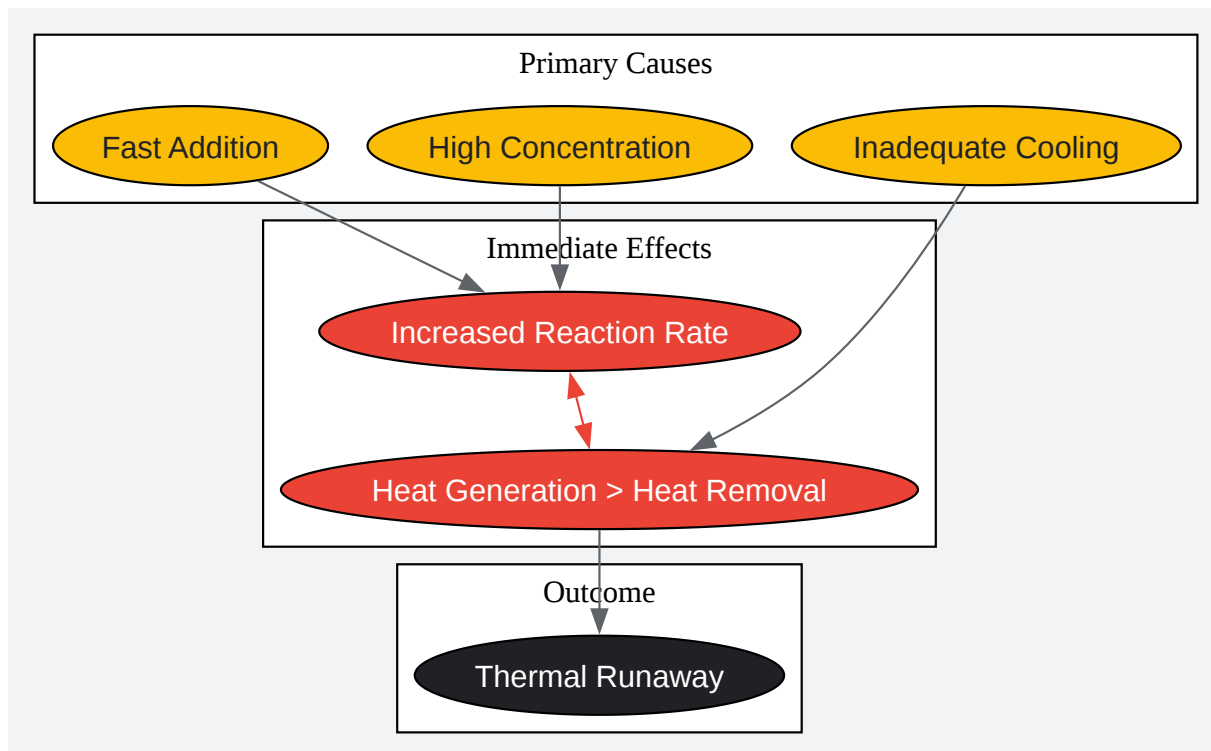 Primary Causes
Fast Addition
High Concentration
Inadequate Cooling
Immediate Effects
Increased Reaction Rate
Heat Generation > Heat Removal
Outcome
Thermal Runaway